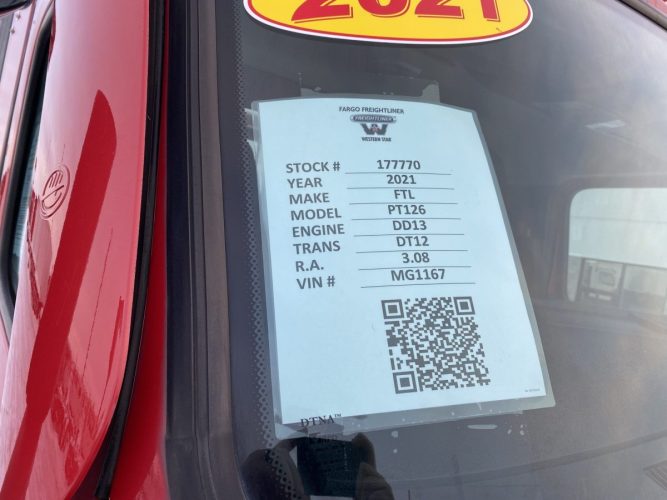 2021
FARGO FREIGHTLINER
FREIGHTLINER
WESTERN STAR
STOCK # 177770
YEAR 2021
MAKE FTL
MODEL PT126
ENGINE DD13
TRANS DT12
R.A. 3.08
VIN # MG1167
DTNA™